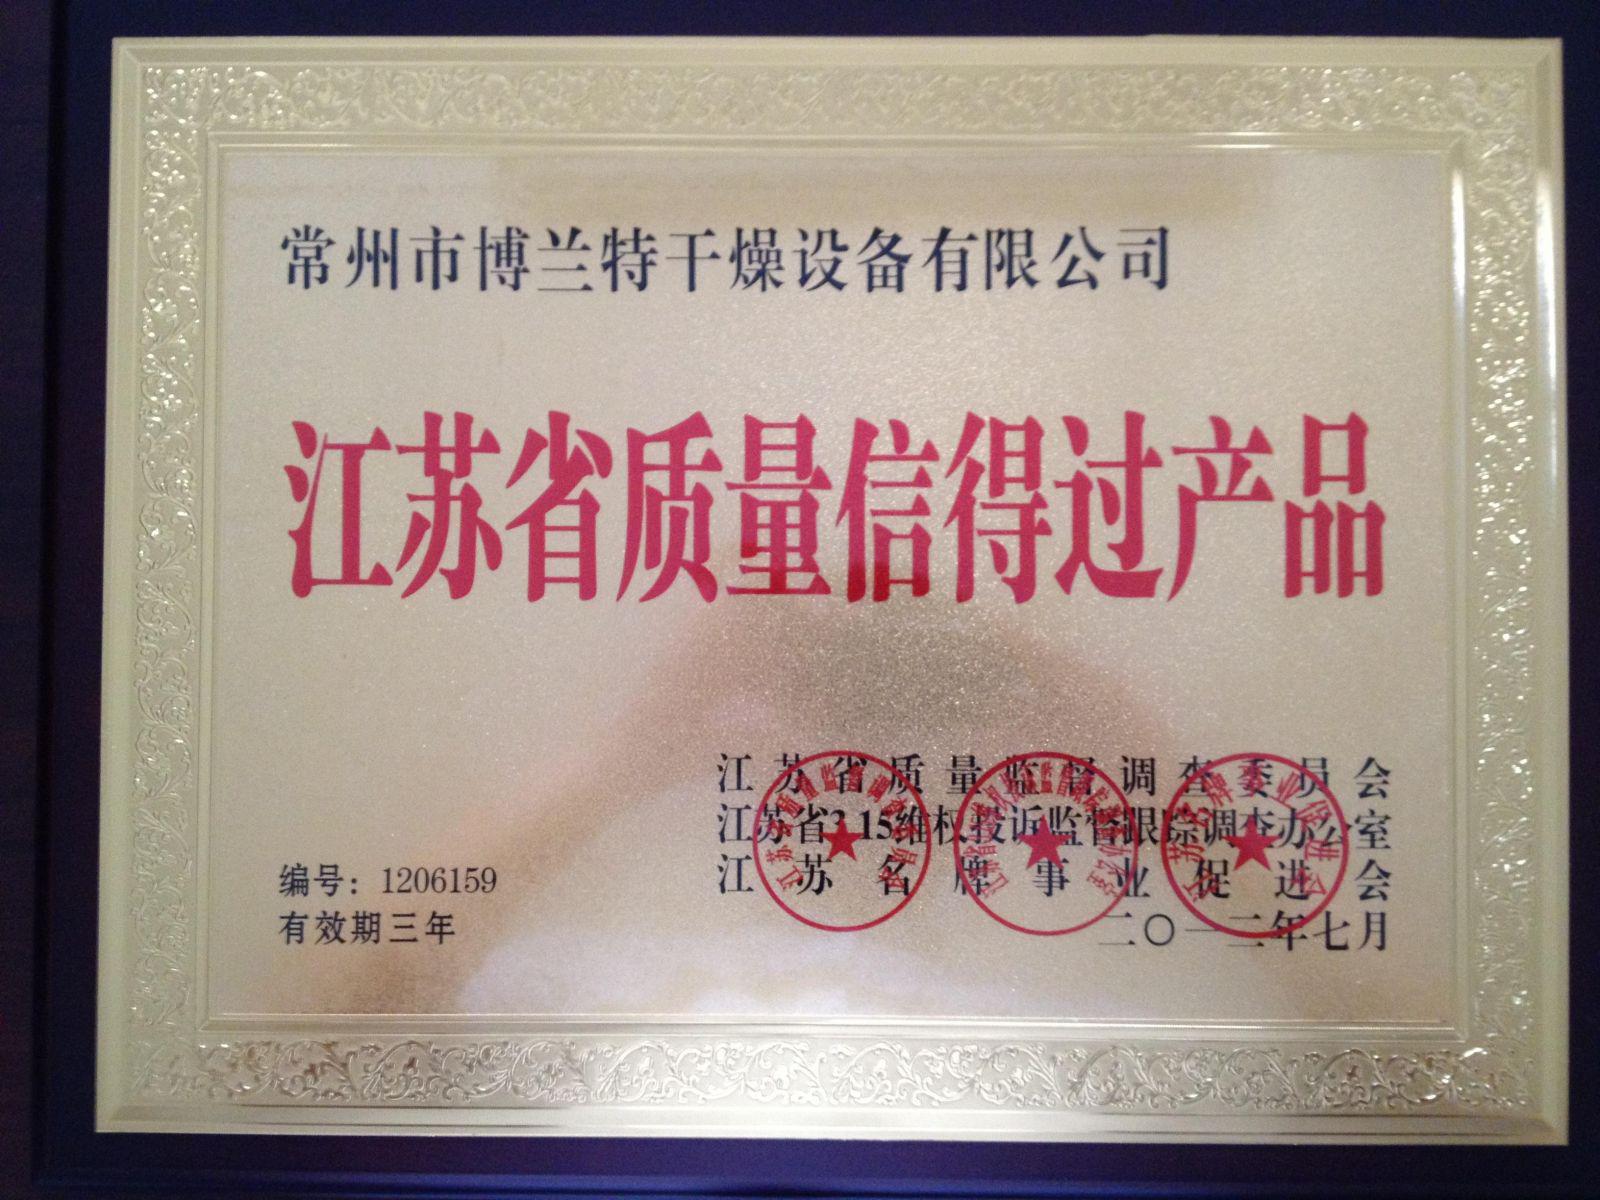 常州市博兰特干燥设备有限公司
江苏省质量信得过产品
江苏省质量监督调查委员会
江苏省3.15维权投诉监督跟踪调查办公室
江苏名牌事业促进会
编号：1206159
有效期三年
二〇一二年七月